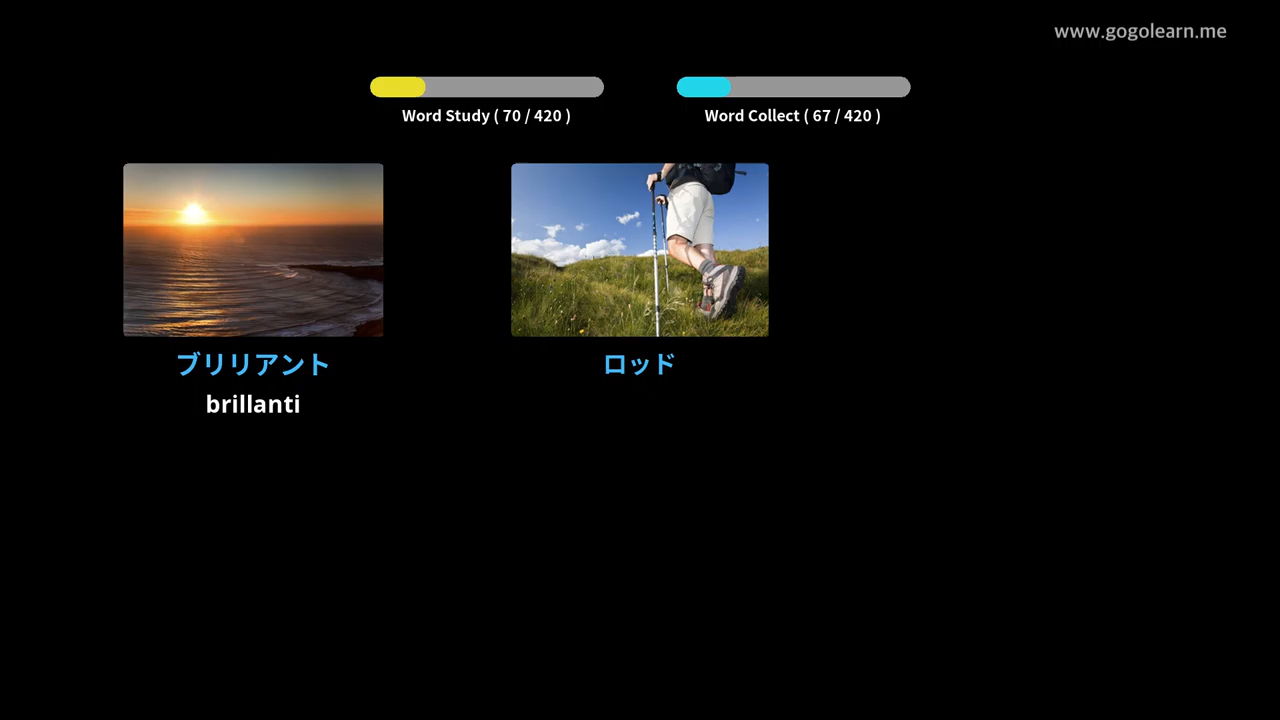 www.gogolearn.me
Word Study ( 70 / 420 )
Word Collect ( 67 / 420 )
ブリリアント
ロッド
brillanti